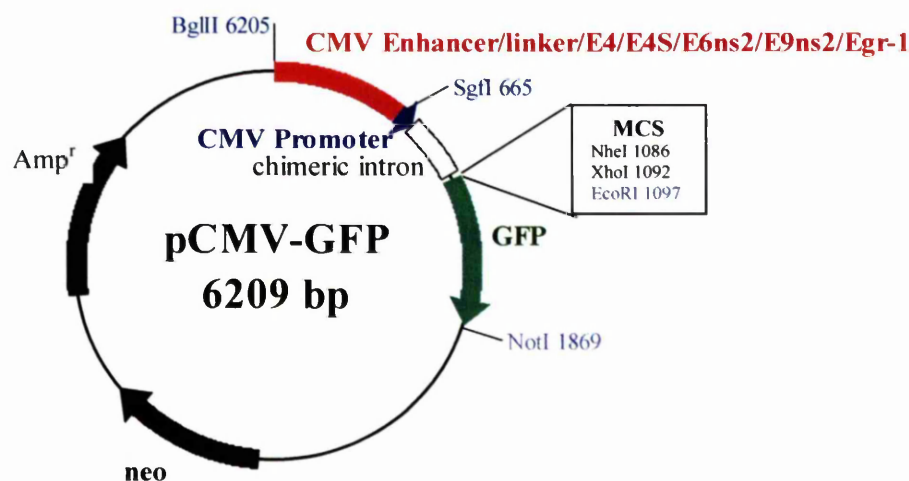 BglII 6205
CMV Enhancer/linker/E4/E4S/E6ns2/E9ns2/Egr-1
SgfI 665
CMV Promoter
chimeric intron
MCS
NheI 1086
XhoI 1092
EcoRI 1097
Ampʳ
pCMV-GFP
6209 bp
GFP
NotI 1869
neo